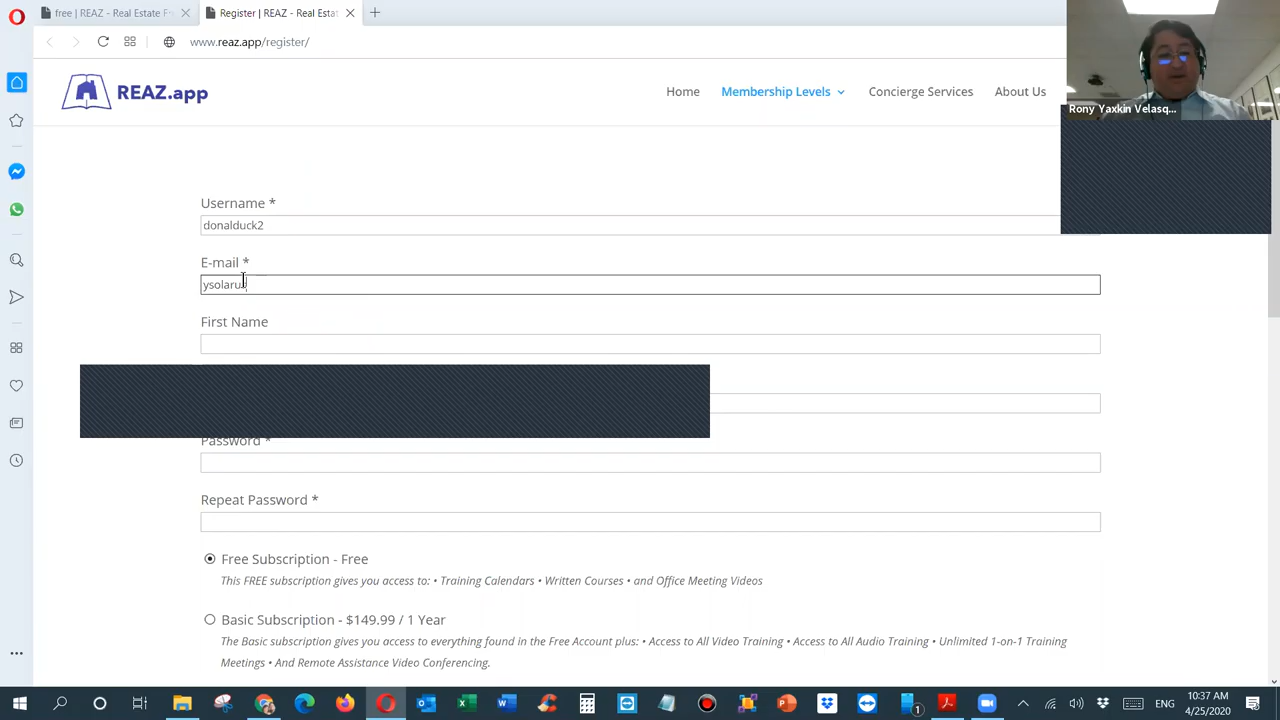 free | REAZ - Real Estate F
Register | REAZ - Real Esta
www.reaz.app/register/
REAZ.app
Home
Membership Levels
Concierge Services
About Us
Rony Yaxkin Velasq...
Username *
donalduck2
E-mail *
First Name
Password *
Repeat Password *
Free Subscription - Free
This FREE subscription gives you access to: • Training Calendars • Written Courses • and Office Meeting Videos
Basic Subscription - $149.99 / 1 Year
The Basic subscription gives you access to everything found in the Free Account plus: • Access to All Video Training • Access to All Audio Training • Unlimited 1-on-1 Training
Meetings • And Remote Assistance Video Conferencing.
1
ENG
10:37 AM
4/25/2020